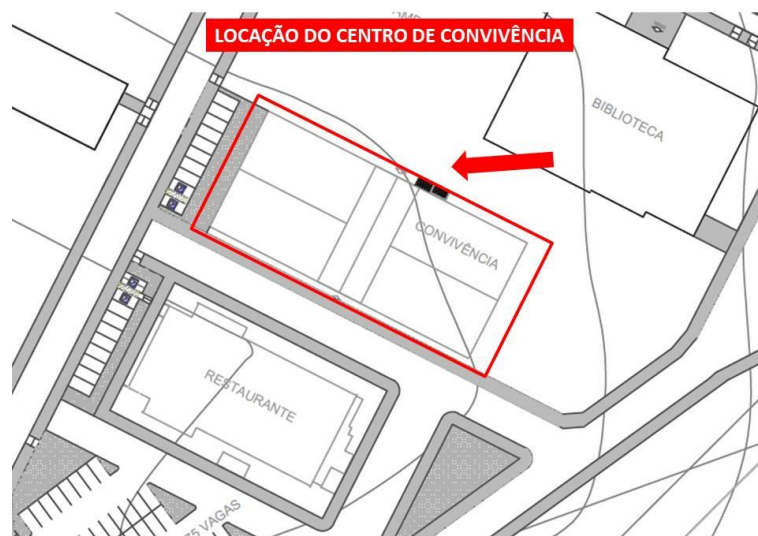 LOCAÇÃO DO CENTRO DE CONVIVÊNCIA
BIBLIOTECA
CONVIVÊNCIA
RESTAURANTE
75 VAGAS